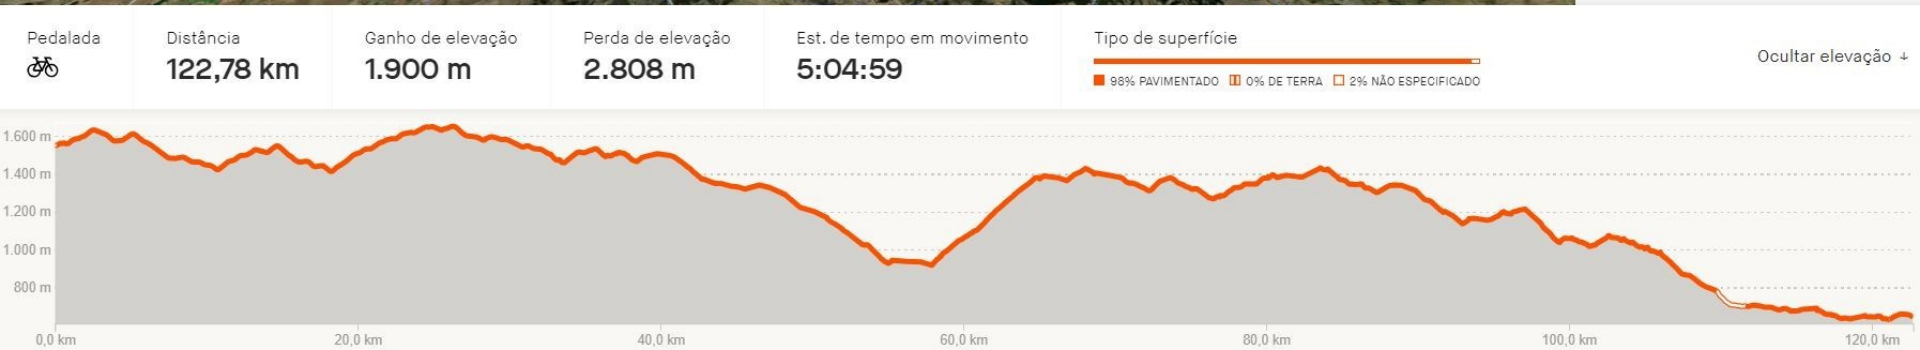 Pedalada
Distância
122,78 km
Ganho de elevação
1.900 m
Perda de elevação
2.808 m
Est. de tempo em movimento
5:04:59
Tipo de superfície
98% PAVIMENTADO
0% DE TERRA
2% NÃO ESPECIFICADO
Ocultar elevação ↓
1.600 m
1.400 m
1.200 m
1.000 m
800 m
0,0 km
20,0 km
40,0 km
60,0 km
80,0 km
100,0 km
120,0 km